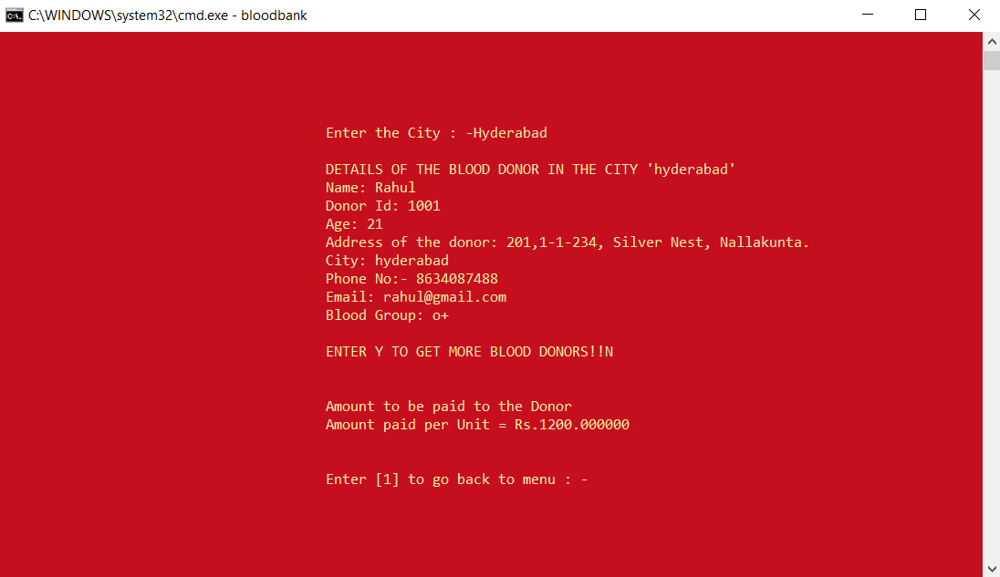 C:\WINDOWS\system32\cmd.exe - bloodbank
Enter the City : -Hyderabad
DETAILS OF THE BLOOD DONOR IN THE CITY 'hyderabad'
Name: Rahul
Donor Id: 1001
Age: 21
Address of the donor: 201,1-1-234, Silver Nest, Nallakunta.
City: hyderabad
Phone No:- 8634087488
Email: rahul@gmail.com
Blood Group: o+
ENTER Y TO GET MORE BLOOD DONORS!!N
Amount to be paid to the Donor
Amount paid per Unit = Rs.1200.000000
Enter [1] to go back to menu : -